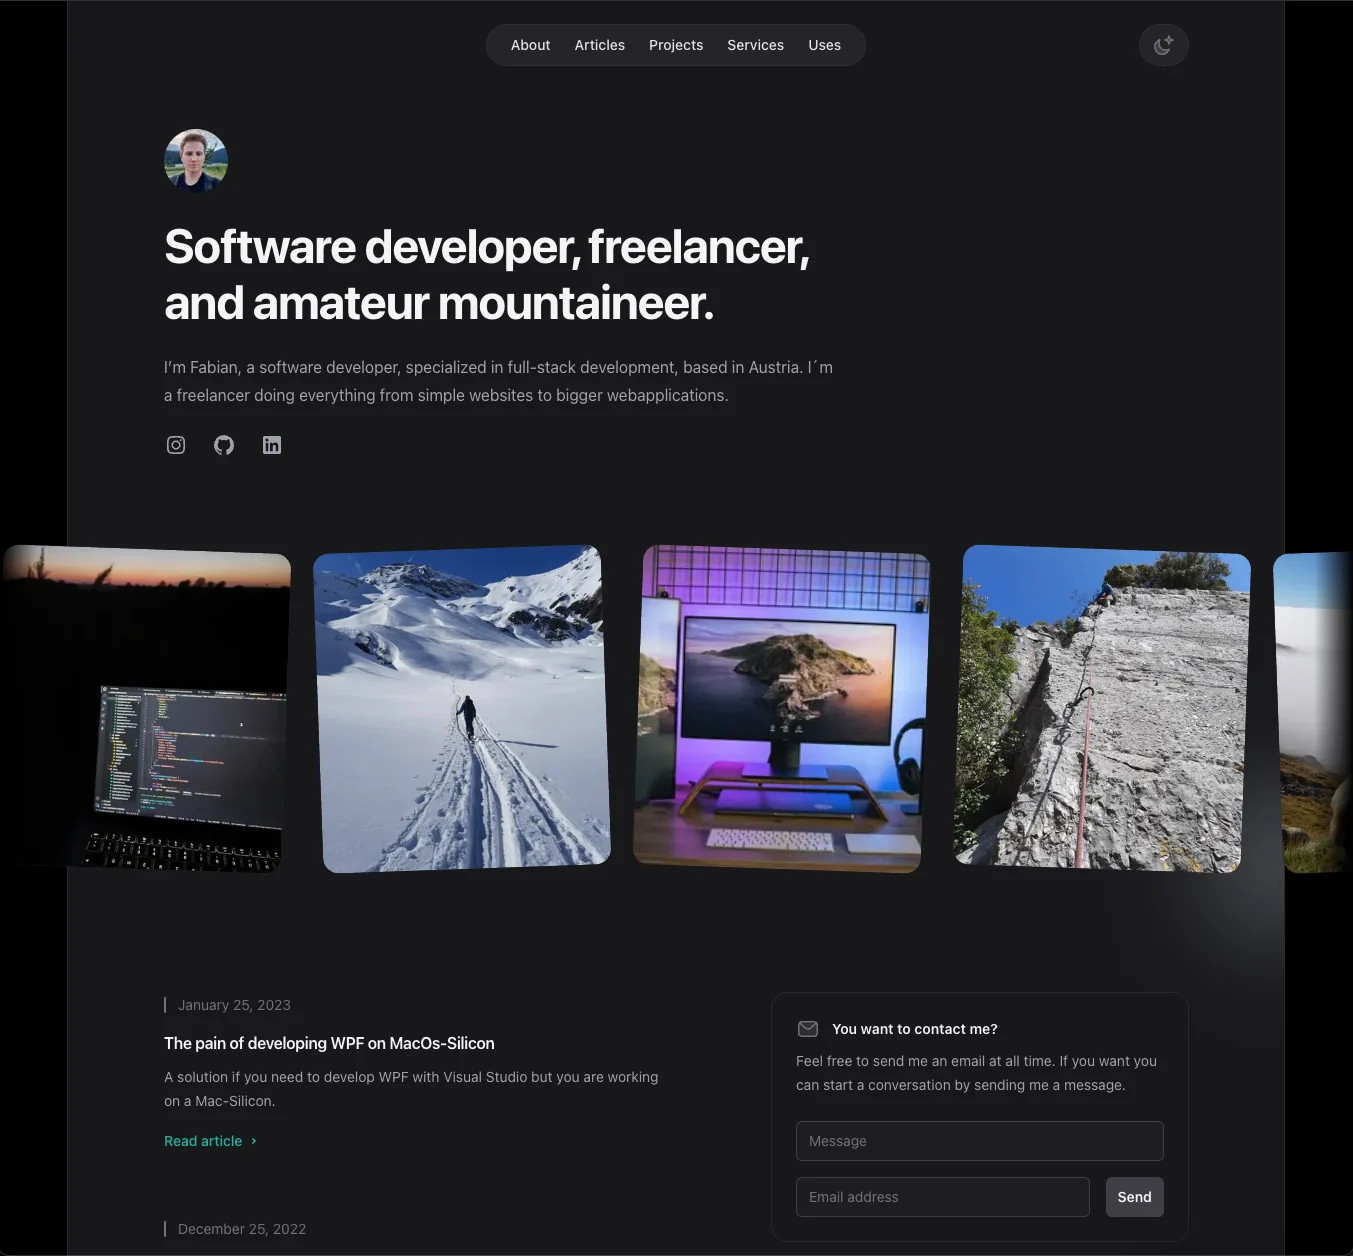 About Articles Projects Services Uses
Software developer, freelancer,
and amateur mountaineer.
I’m Fabian, a software developer, specialized in full-stack development, based in Austria. I´m
a freelancer doing everything from simple websites to bigger webapplications.
January 25, 2023
The pain of developing WPF on MacOs-Silicon
A solution if you need to develop WPF with Visual Studio but you are working
on a Mac-Silicon.
Read article
December 25, 2022
You want to contact me?
Feel free to send me an email at all time. If you want you
can start a conversation by sending me a message.
Message
Email address
Send